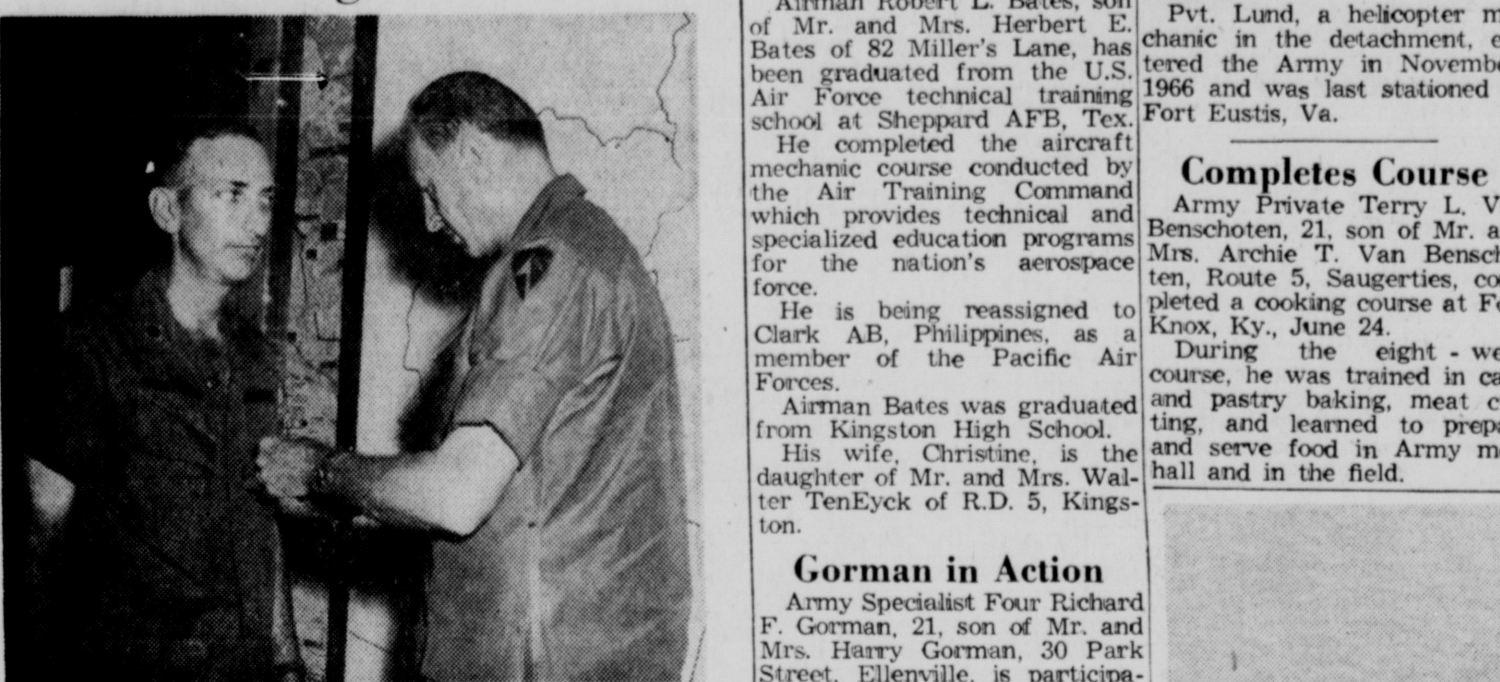 Airman Robert L. Bates, son
of Mr. and Mrs. Herbert E.
Bates of 82 Miller's Lane, has
been graduated from the U.S.
Air Force technical training
school at Sheppard AFB, Tex.
He completed the aircraft
mechanic course conducted by
the Air Training Command
which provides technical and
specialized education programs
for the nation's aerospace
force.
He is being reassigned to
Clark AB, Philippines, as a
member of the Pacific Air
Forces.
Airman Bates was graduated
from Kingston High School.
His wife, Christine, is the
daughter of Mr. and Mrs. Wal-
ter TenEyck of R.D. 5, Kings-
ton.
Gorman in Action
Army Specialist Four Richard
F. Gorman, 21, son of Mr. and
Mrs. Harry Gorman, 30 Park
Street, Ellenville, is participa-
Pvt. Lund, a helicopter
chanic in the detachment,
tered the Army in
1966 and was last stationed
Fort Eustis, Va.
Completes Course
Army Private Terry L.
Benschoten, 21, son of Mr.
Mrs. Archie T. Van
ten, Route 5, Saugerties,
pleted a cooking course at
Knox, Ky., June 24.
During the eight -
course, he was trained in
and pastry baking, meat
ting, and learned to
and serve food in Army
hall and in the field.